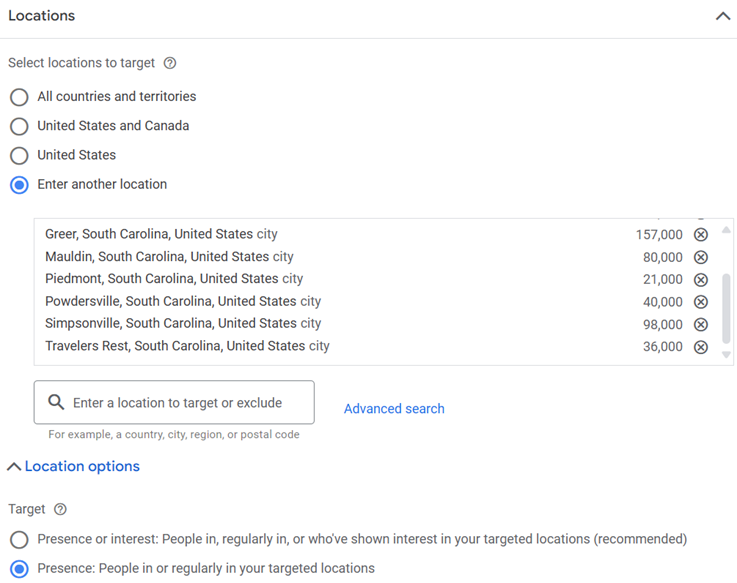 Locations
Select locations to target
All countries and territories
United States and Canada
United States
Enter another location
Greer, South Carolina, United States city 157,000
Mauldin, South Carolina, United States city 80,000
Piedmont, South Carolina, United States city 21,000
Powdersville, South Carolina, United States city 40,000
Simpsonville, South Carolina, United States city 98,000
Travelers Rest, South Carolina, United States city 36,000
Enter a location to target or exclude
Advanced search
For example, a country, city, region, or postal code
Location options
Target
Presence or interest: People in, regularly in, or who've shown interest in your targeted locations (recommended)
Presence: People in or regularly in your targeted locations